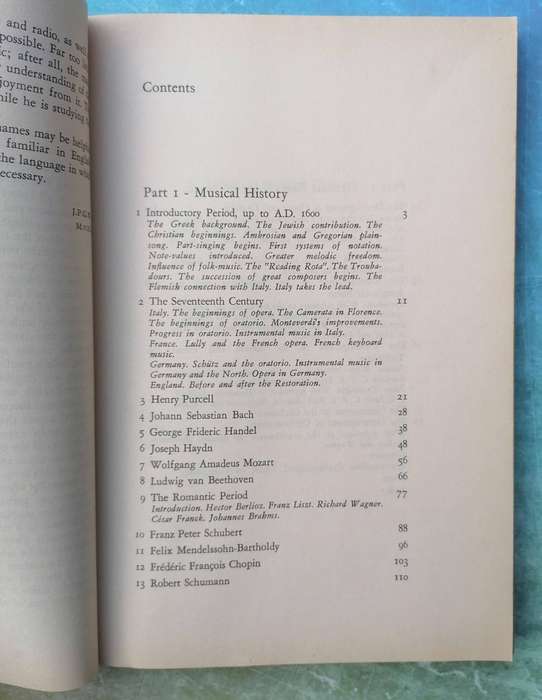 and radio, as well
possible. Far too
c; after all, the
understanding of
joyment from it.
hile he is studying
names may be helpful
familiar in English
the language in
ecessary.
J.P.G.
Contents
Part 1 - Musical History
1 Introductory Period, up to A.D. 1600 3
The Greek background. The Jewish contribution. The
Christian beginnings. Ambrosian and Gregorian plain-
song. Part-singing begins. First systems of notation.
Note-values introduced. Greater melodic freedom.
Influence of folk-music. The "Reading Rota". The Trouba-
dours. The succession of great composers begins. The
Flemish connection with Italy. Italy takes the lead.
2 The Seventeenth Century 11
Italy. The beginnings of opera. The Camerata in Florence.
The beginnings of oratorio. Monteverdi's improvements.
Progress in oratorio. Instrumental music in Italy.
France. Lully and the French opera. French keyboard
music.
Germany. Schütz and the oratorio. Instrumental music in
Germany and the North. Opera in Germany.
England. Before and after the Restoration.
3 Henry Purcell 21
4 Johann Sebastian Bach 28
5 George Frideric Handel 38
6 Joseph Haydn 48
7 Wolfgang Amadeus Mozart 56
8 Ludwig van Beethoven 66
9 The Romantic Period 77
Introduction. Hector Berlioz. Franz Liszt. Richard Wagner.
César Franck. Johannes Brahms.
10 Franz Peter Schubert 88
11 Felix Mendelssohn-Bartholdy 96
12 Frédéric François Chopin 103
13 Robert Schumann 110